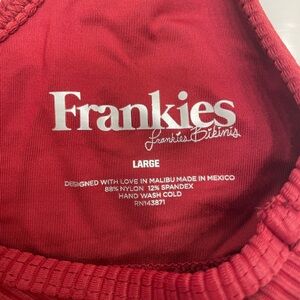 Frankies
Frankies Bikinis
LARGE
DESIGNED WITH LOVE IN MALIBU MADE IN MEXICO
88% NYLON 12% SPANDEX
HAND WASH COLD
RN143871